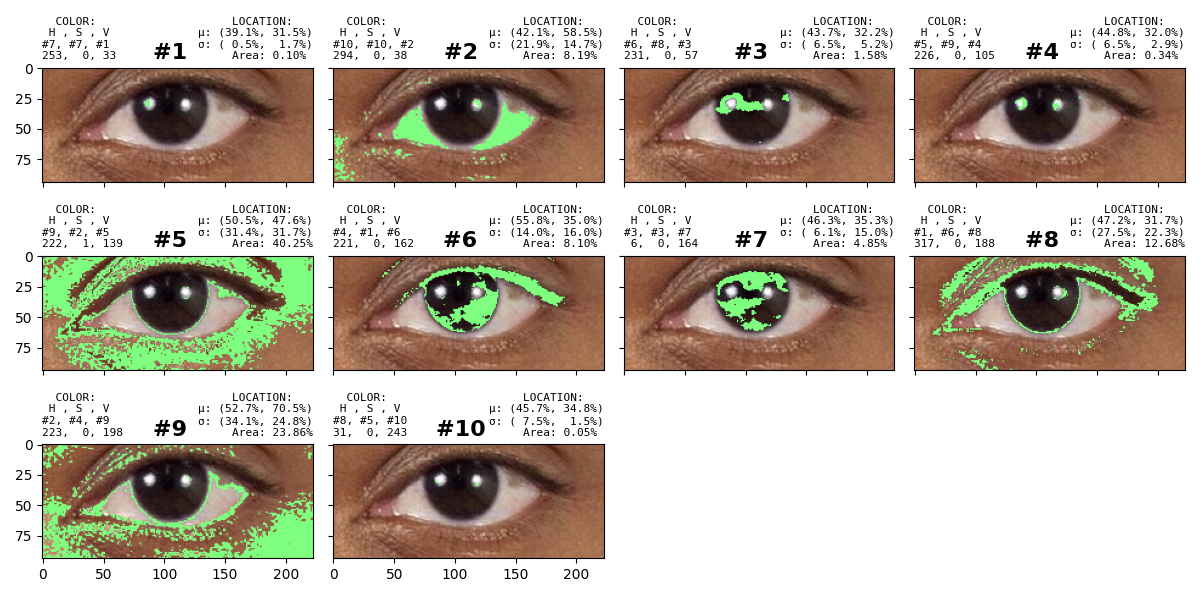 COLOR: LOCATION:
H , S , V μ: (39.1%, 31.5%)
#7, #7, #1 σ: ( 0.5%, 1.7%)
253, 0, 33 #1 Area: 0.10%
COLOR: LOCATION:
H , S , V μ: (42.1%, 58.5%)
#10, #10, #2 σ: (21.9%, 14.7%)
294, 0, 38 #2 Area: 8.19%
COLOR: LOCATION:
H , S , V μ: (43.7%, 32.2%)
#6, #8, #3 σ: ( 6.5%, 5.2%)
231, 0, 57 #3 Area: 1.58%
COLOR: LOCATION:
H , S , V μ: (44.8%, 32.0%)
#5, #9, #4 σ: ( 6.5%, 2.9%)
226, 0, 105 #4 Area: 0.34%
0
25
50
75
COLOR: LOCATION:
H , S , V μ: (50.5%, 47.6%)
#9, #2, #5 σ: (31.4%, 31.7%)
222, 1, 139 #5 Area: 40.25%
COLOR: LOCATION:
H , S , V μ: (55.8%, 35.0%)
#4, #1, #6 σ: (14.0%, 16.0%)
221, 0, 162 #6 Area: 8.10%
COLOR: LOCATION:
H , S , V μ: (46.3%, 35.3%)
#3, #3, #7 σ: ( 6.1%, 15.0%)
6, 0, 164 #7 Area: 4.85%
COLOR: LOCATION:
H , S , V μ: (47.2%, 31.7%)
#1, #6, #8 σ: (27.5%, 22.3%)
317, 0, 188 #8 Area: 12.68%
0
25
50
75
COLOR: LOCATION:
H , S , V μ: (52.7%, 70.5%)
#2, #4, #9 σ: (34.1%, 24.8%)
223, 0, 198 #9 Area: 23.86%
COLOR: LOCATION:
H , S , V μ: (45.7%, 34.8%)
#8, #5, #10 σ: ( 7.5%, 1.5%)
31, 0, 243 #10 Area: 0.05%
0
25
50
75
0 50 100 150 200
0 50 100 150 200